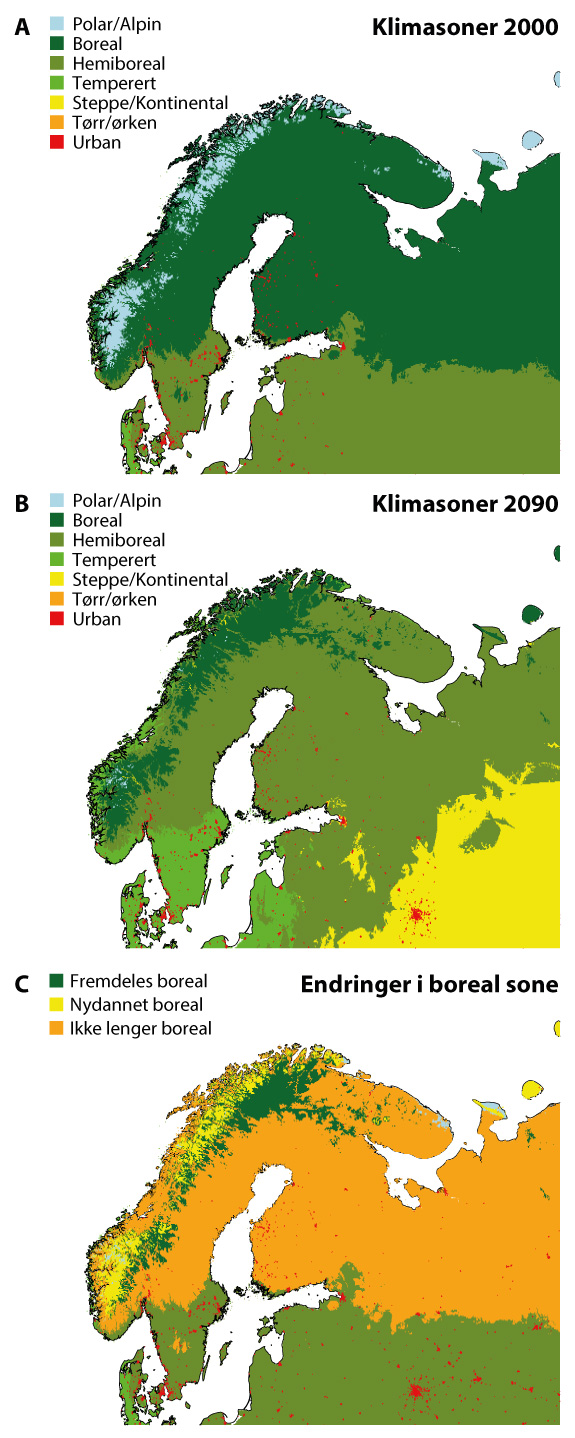 A
Klimasoner 2000
Polar/Alpin
Boreal
Hemiboreal
Temperert
Steppe/Kontinental
Tørr/ørken
Urban
B
Klimasoner 2090
Polar/Alpin
Boreal
Hemiboreal
Temperert
Steppe/Kontinental
Tørr/ørken
Urban
C
Endringer i boreal sone
Fremdeles boreal
Nydannet boreal
Ikke lenger boreal